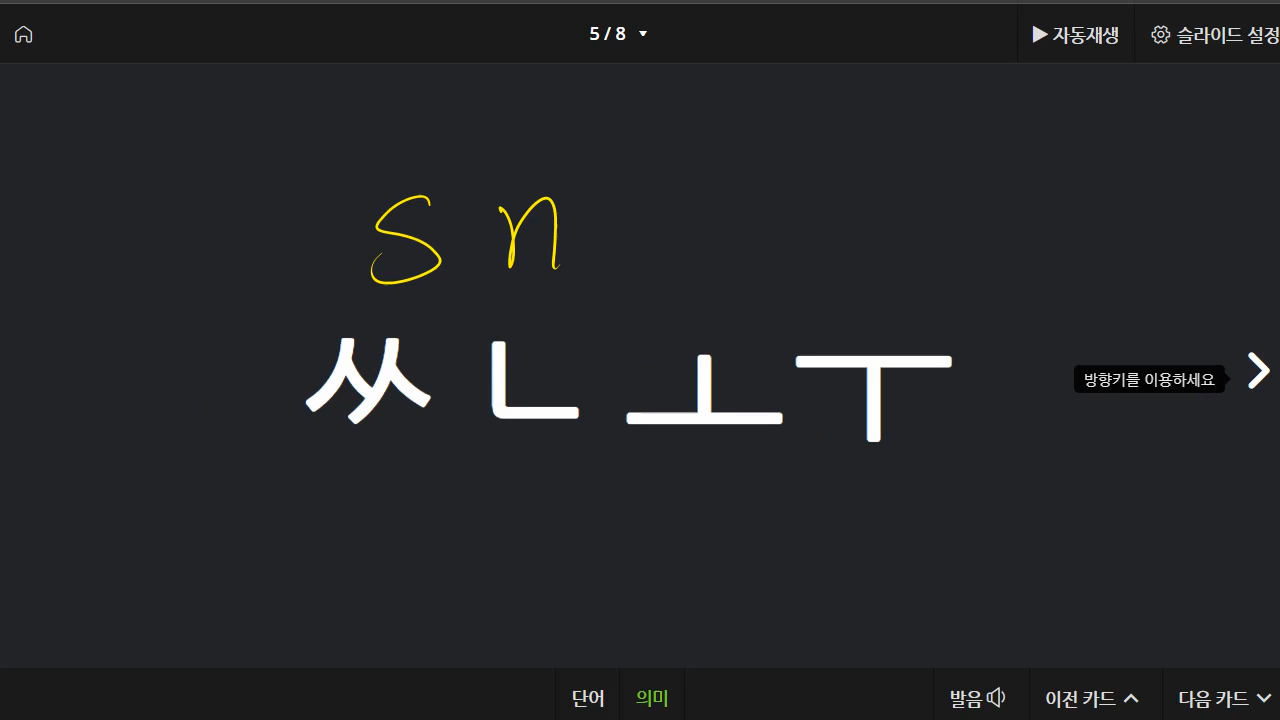 5 / 8
자동재생
슬라이드 설정
s n
ㅆ ㄴ ㅗ ㅜ
방향키를 이용하세요
단어 의미 발음 이전 카드 다음 카드